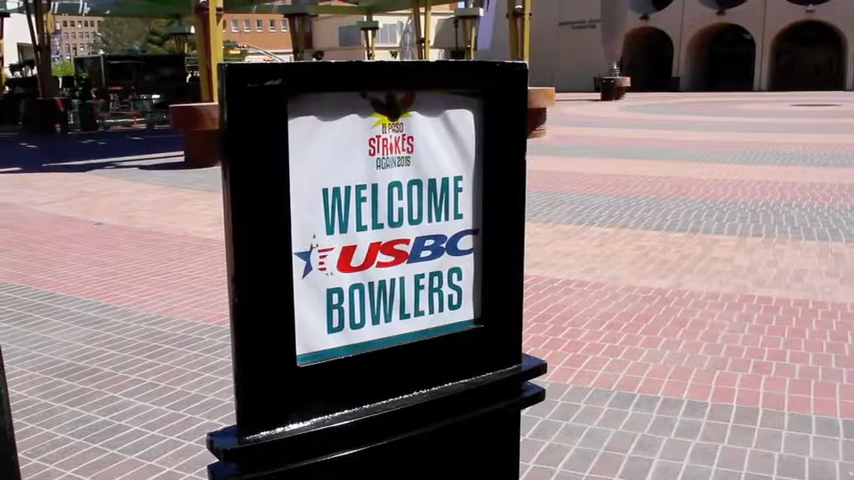 EL PASO
STRIKES
AGAIN 2015
WELCOME
USBC
BOWLERS